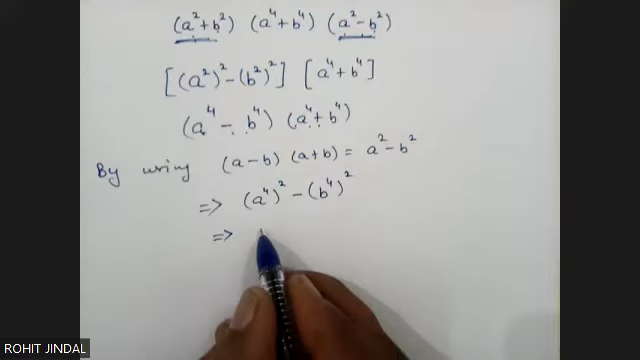 (a²+b²) (a⁴+b⁴) (a²-b²)
[(a²)²-(b²)²] [a⁴+b⁴]
(a⁴ - b⁴) (a⁴+b⁴)
By using (a-b) (a+b) = a²-b²
=> (a⁴)² - (b⁴)²
=>
ROHIT JINDAL